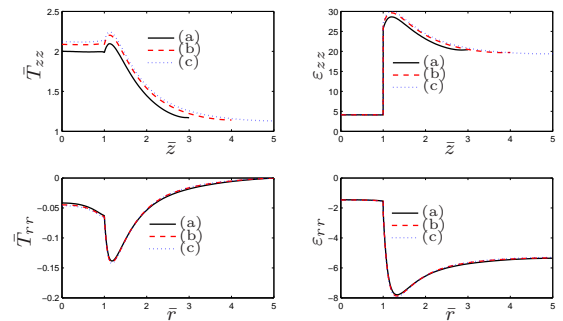 2.5
2
1.5
1
0 1 2 3 4 5
T̄zz
z̄
(a)
(b)
(c)
30
25
20
15
10
5
0
0 1 2 3 4 5
εzz
z̄
(a)
(b)
(c)
0
−0.05
−0.1
−0.15
−0.2
0 1 2 3 4 5
T̄rr
r̄
(a)
(b)
(c)
0
−2
−4
−6
−8
0 1 2 3 4 5
εrr
r̄
(a)
(b)
(c)